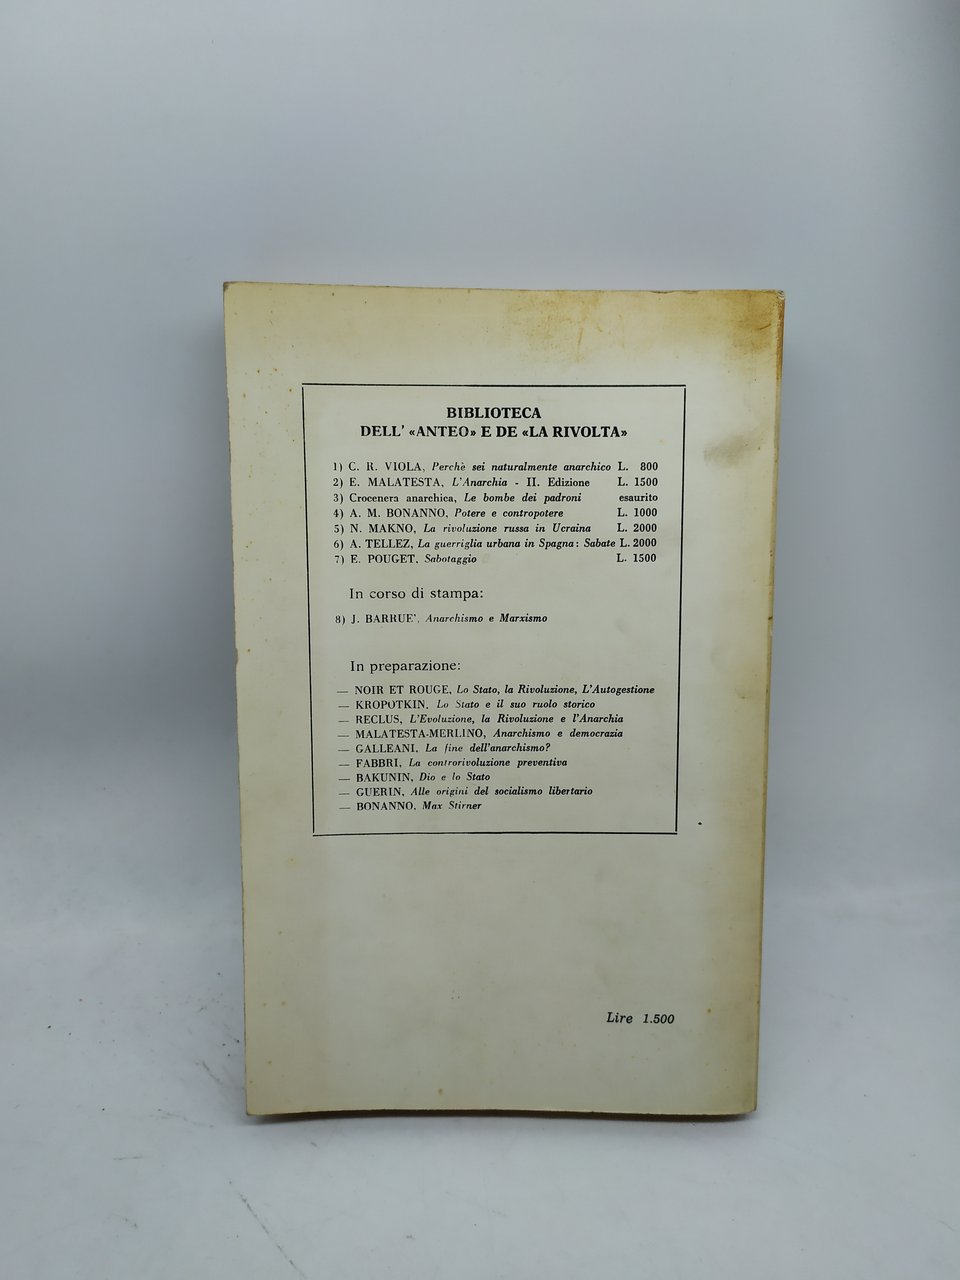 BIBLIOTECA
DELL' «ANTEO» E DE «LA RIVOLTA»
1) C. R. VIOLA, Perchè sei naturalmente anarchico L. 800
2) E. MALATESTA, L'Anarchia - II. Edizione L. 1500
3) Crocenera anarchica, Le bombe dei padroni esaurito
4) A. M. BONANNO, Potere e contropotere L. 1000
5) N. MAKNO, La rivoluzione russa in Ucraina L. 2000
6) A. TELLEZ, La guerriglia urbana in Spagna: Sabate L. 2000
7) E. POUGET, Sabotaggio L. 1500
In corso di stampa:
8) J. BARRUE', Anarchismo e Marxismo
In preparazione:
— NOIR ET ROUGE, Lo Stato, la Rivoluzione, L'Autogestione
— KROPOTKIN, Lo Stato e il suo ruolo storico
— RECLUS, L'Evoluzione, la Rivoluzione e l'Anarchia
— MALATESTA-MERLINO, Anarchismo e democrazia
— GALLEANI, La fine dell'anarchismo?
— FABBRI, La controrivoluzione preventiva
— BAKUNIN, Dio e lo Stato
— GUERIN, Alle origini del socialismo libertario
— BONANNO, Max Stirner
Lire 1.500